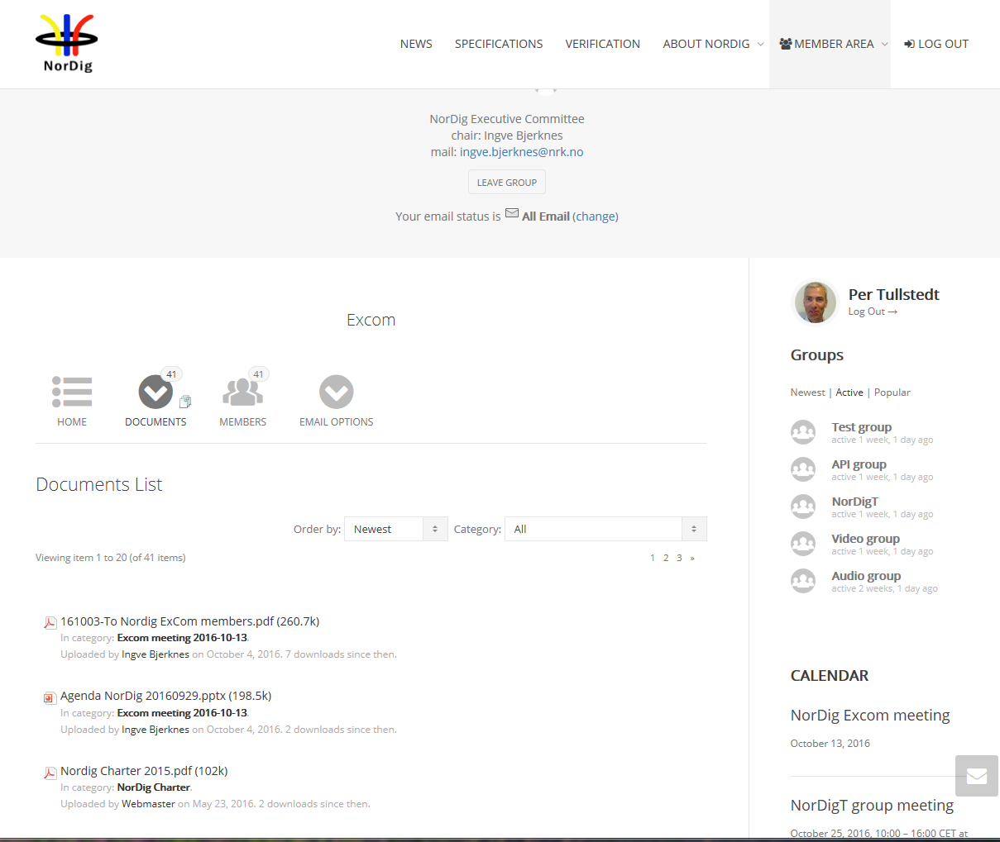 NorDig
NEWS SPECIFICATIONS VERIFICATION ABOUT NORDIG MEMBER AREA LOG OUT
NorDig Executive Committee
chair: Ingve Bjerknes
mail: ingve.bjerknes@nrk.no
LEAVE GROUP
Your email status is All Email (change)
Excom
41
41
HOME DOCUMENTS MEMBERS EMAIL OPTIONS
Documents List
Order by: Newest Category: All
Viewing item 1 to 20 (of 41 items) 1 2 3 »
161003-To Nordig ExCom members.pdf (260.7k)
In category: Excom meeting 2016-10-13.
Uploaded by Ingve Bjerknes on October 4, 2016. 7 downloads since then.
Agenda NorDig 20160929.pptx (198.5k)
In category: Excom meeting 2016-10-13.
Uploaded by Ingve Bjerknes on October 4, 2016. 2 downloads since then.
Nordig Charter 2015.pdf (102k)
In category: NorDig Charter.
Uploaded by Webmaster on May 23, 2016. 2 downloads since then.
Per Tullstedt
Log Out →
Groups
Newest | Active | Popular
Test group
active 1 week, 1 day ago
API group
active 1 week, 1 day ago
NorDigT
active 1 week, 1 day ago
Video group
active 1 week, 1 day ago
Audio group
active 2 weeks, 1 day ago
CALENDAR
NorDig Excom meeting
October 13, 2016
NorDigT group meeting
October 25, 2016, 10:00 – 16:00 CET at